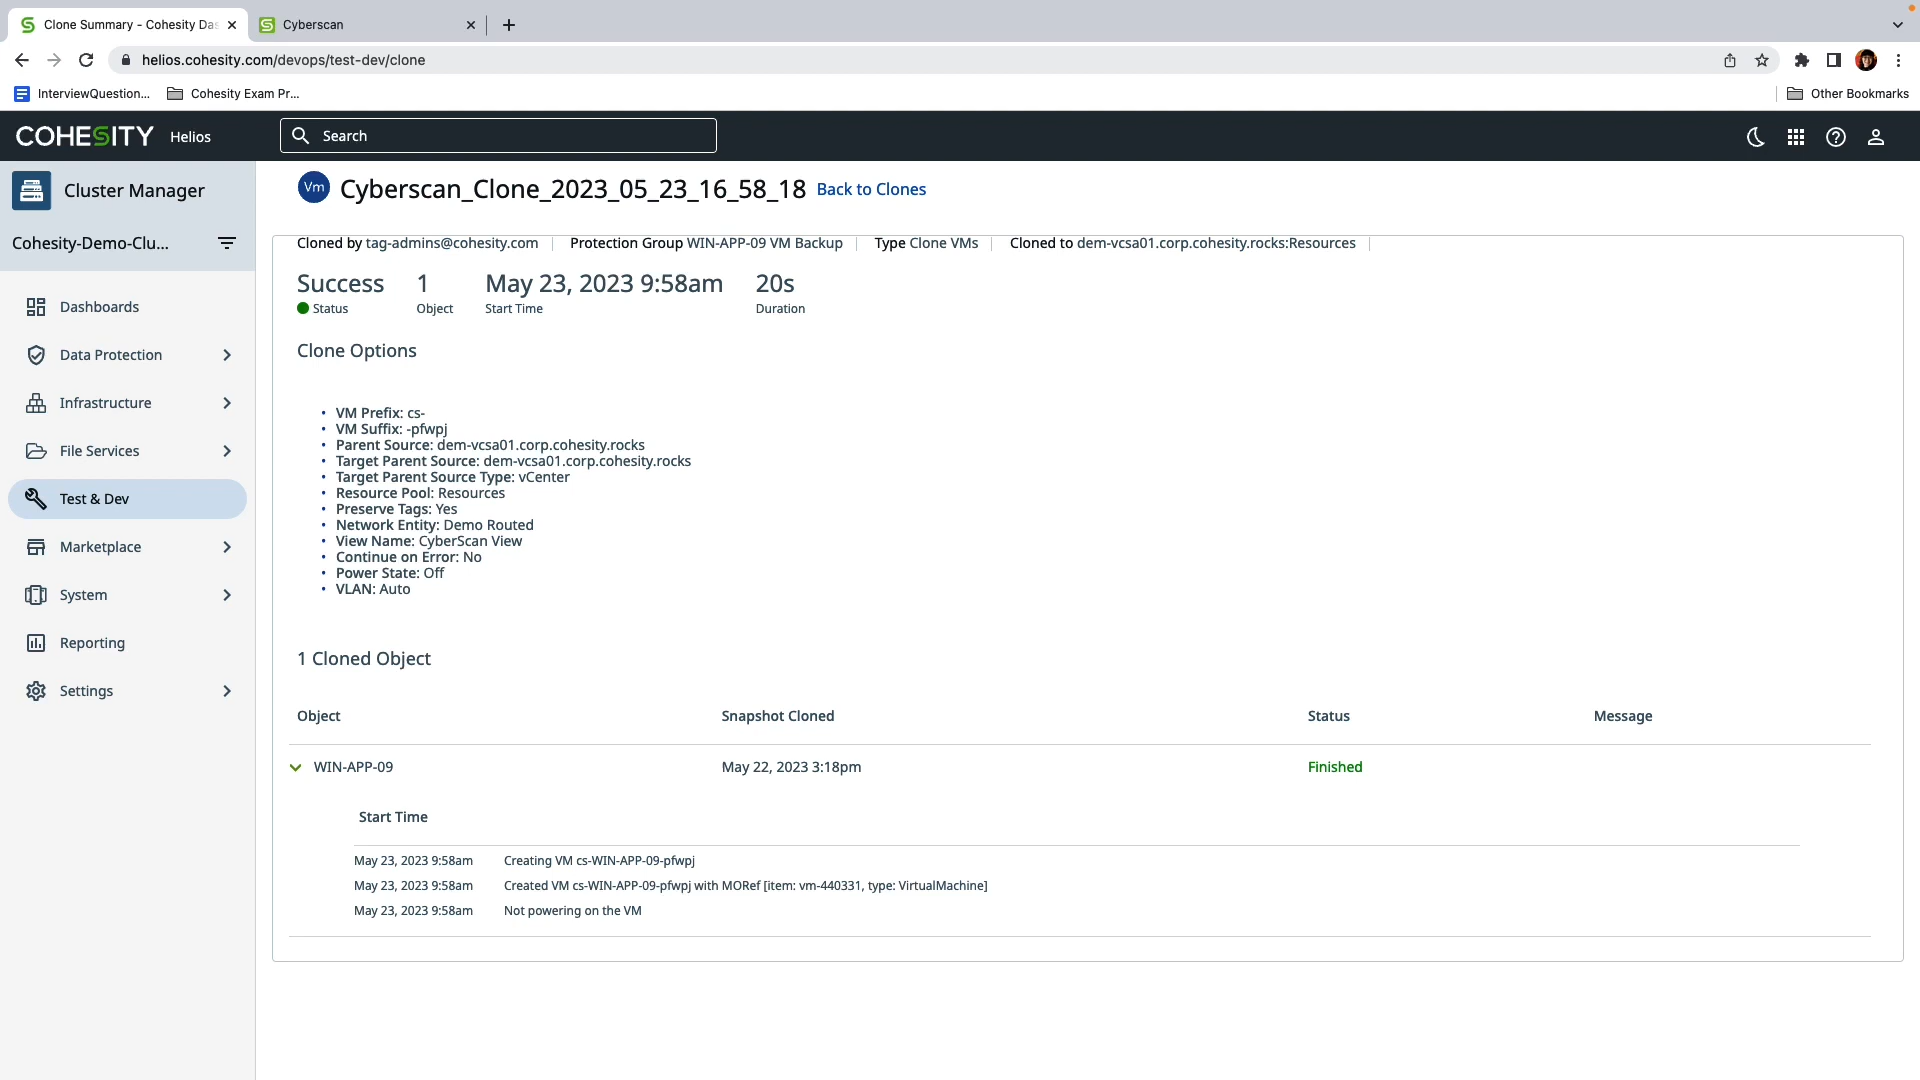 Clone Summary - Cohesity Das
Cyberscan
helios.cohesity.com/devops/test-dev/clone
InterviewQuestion...
Cohesity Exam Pr...
Other Bookmarks
COHESITY Helios
Search
Cluster Manager
Cohesity-Demo-Clu...
Dashboards
Data Protection
Infrastructure
File Services
Test & Dev
Marketplace
System
Reporting
Settings
Vm Cyberscan_Clone_2023_05_23_16_58_18 Back to Clones
Cloned by tag-admins@cohesity.com Protection Group WIN-APP-09 VM Backup Type Clone VMs Cloned to dem-vcsa01.corp.cohesity.rocks:Resources
Success 1 May 23, 2023 9:58am 20s
Status Object Start Time Duration
Clone Options
• VM Prefix: cs-
• VM Suffix: -pfwpj
• Parent Source: dem-vcsa01.corp.cohesity.rocks
• Target Parent Source: dem-vcsa01.corp.cohesity.rocks
• Target Parent Source Type: vCenter
• Resource Pool: Resources
• Preserve Tags: Yes
• Network Entity: Demo Routed
• View Name: CyberScan View
• Continue on Error: No
• Power State: Off
• VLAN: Auto
1 Cloned Object
Object Snapshot Cloned Status Message
WIN-APP-09 May 22, 2023 3:18pm Finished
Start Time
May 23, 2023 9:58am Creating VM cs-WIN-APP-09-pfwpj
May 23, 2023 9:58am Created VM cs-WIN-APP-09-pfwpj with MORef [item: vm-440331, type: VirtualMachine]
May 23, 2023 9:58am Not powering on the VM